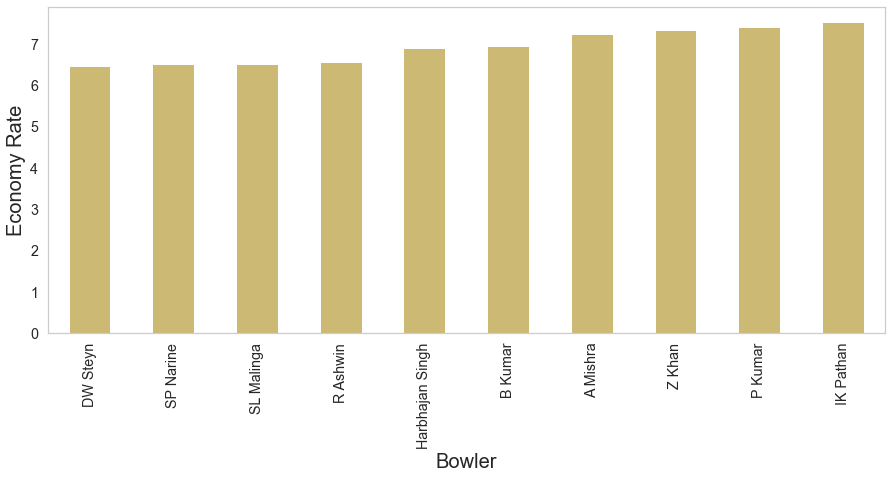 Economy Rate
7
6
5
4
3
2
1
0
DW Steyn
SP Narine
SL Malinga
R Ashwin
Harbhajan Singh
B Kumar
A Mishra
Z Khan
P Kumar
IK Pathan
Bowler